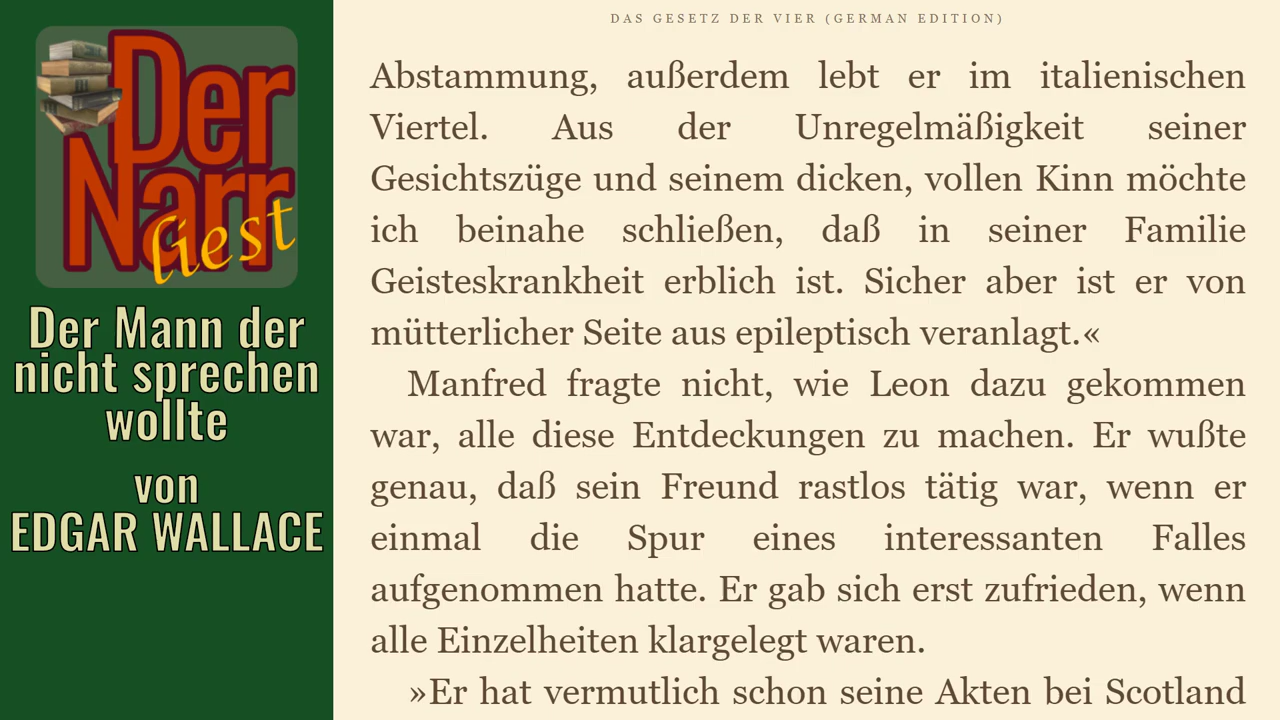 Der
Narr
liest
Der Mann der
nicht sprechen
wollte
von
EDGAR WALLACE
DAS GESETZ DER VIER (GERMAN EDITION)
Abstammung, außerdem lebt er im italienischen
Viertel. Aus der Unregelmäßigkeit seiner
Gesichtszüge und seinem dicken, vollen Kinn möchte
ich beinahe schließen, daß in seiner Familie
Geisteskrankheit erblich ist. Sicher aber ist er von
mütterlicher Seite aus epileptisch veranlagt.«
Manfred fragte nicht, wie Leon dazu gekommen
war, alle diese Entdeckungen zu machen. Er wußte
genau, daß sein Freund rastlos tätig war, wenn er
einmal die Spur eines interessanten Falles
aufgenommen hatte. Er gab sich erst zufrieden, wenn
alle Einzelheiten klargelegt waren.
»Er hat vermutlich schon seine Akten bei Scotland